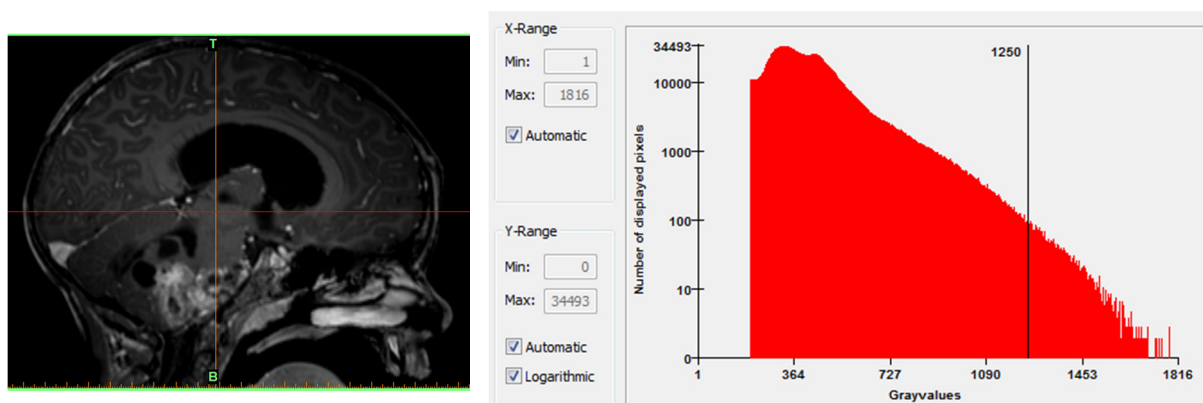 T
B
X-Range
Min: 1
Max: 1816
Automatic
Y-Range
Min: 0
Max: 34493
Automatic
Logarithmic
Number of displayed pixels
34493
10000
1000
100
10
0
1250
1 364 727 1090 1453 1816
Grayvalues